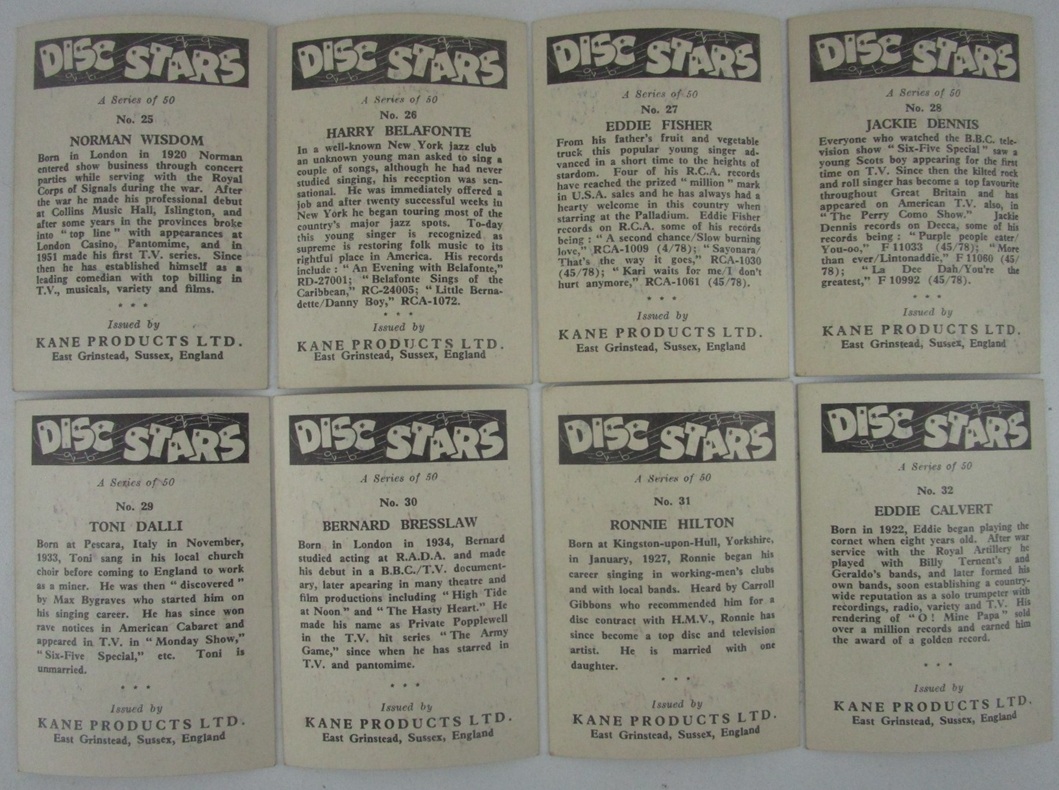 DISC STARS
A Series of 50
No. 25
NORMAN WISDOM
Born in London in 1920 Norman
entered show business through concert
parties while serving with the Royal
Corps of Signals during the war. After
the war he made his professional debut
at Collins Music Hall, Islington, and
after some years in the provinces broke
into "top line" with appearances at
London Casino, Pantomime, and in
1951 made his first T.V. series. Since
then he has established himself as a
leading comedian with top billing in
T.V., musicals, variety and films.
* * *
Issued by
KANE PRODUCTS LTD.
East Grinstead, Sussex, England
DISC STARS
A Series of 50
No. 26
HARRY BELAFONTE
In a well-known New York jazz club
an unknown young man asked to sing a
couple of songs, although he had never
studied singing, his reception was sen-
sational. He was immediately offered a
job and after twenty successful weeks in
New York he began touring most of the
country's major jazz spots. To-day
this young singer is recognized as
supreme is restoring folk music to its
rightful place in America. His records
include: "An Evening with Belafonte,"
RD-27001; "Belafonte Sings of the
Caribbean," RC-24005; "Little Berna-
dette/Danny Boy," RCA-1072.
* * *
Issued by
KANE PRODUCTS LTD.
East Grinstead, Sussex, England
DISC STARS
A Series of 50
No. 27
EDDIE FISHER
From his father's fruit and vegetable
truck this popular young singer ad-
vanced in a short time to the heights of
stardom. Four of his R.C.A. records
have reached the prized "million" mark
in U.S.A. sales and he has always had a
hearty welcome in this country when
starring at the Palladium. Eddie Fisher
records on R.C.A. some of his records
being: "A second chance/Slow burning
love," RCA-1009 (4/78); "Sayonara/
That's the way it goes," RCA-1030
(45/78); "Kari waits for me/I don't
hurt anymore," RCA-1061 (45/78).
* * *
Issued by
KANE PRODUCTS LTD.
East Grinstead, Sussex, England
DISC STARS
A Series of 50
No. 28
JACKIE DENNIS
Everyone who watched the B.B.C. tele-
vision show "Six-Five Special" saw a
young Scots boy appearing for the first
time on T.V. Since then the kilted rock
and roll singer has become a top favourite
throughout Great Britain and has
appeared on American T.V. also, in
"The Perry Como Show." Jackie
Dennis records on Decca, some of his
records being: "Purple people eater/
You-oo," F 11033 (45/78); "More
than ever/Lintonaddie," F 11060 (45/
78); "La Dee Dah/You're the
greatest," F 10992 (45/78).
* * *
Issued by
KANE PRODUCTS LTD.
East Grinstead, Sussex, England
DISC STARS
A Series of 50
No. 29
TONI DALLI
Born at Pescara, Italy in November,
1933, Toni sang in his local church
choir before coming to England to work
as a miner. He was then "discovered"
by Max Bygraves who started him on
his singing career. He has since won
rave notices in American Cabaret and
appeared in T.V. in "Monday Show,"
"Six-Five Special," etc. Toni is
unmarried.
* * *
Issued by
KANE PRODUCTS LTD.
East Grinstead, Sussex, England
DISC STARS
A Series of 50
No. 30
BERNARD BRESSLAW
Born in London in 1934, Bernard
studied acting at R.A.D.A. and made
his debut in a B.B.C./T.V. document-
ary, later apearing in many theatre and
film productions including "High Tide
at Noon" and "The Hasty Heart." He
made his name as Private Popplewell
in the T.V. hit series "The Army
Game," since when he has starred in
T.V. and pantomime.
* * *
Issued by
KANE PRODUCTS LTD.
East Grinstead, Sussex, England
DISC STARS
A Series of 50
No. 31
RONNIE HILTON
Born at Kingston-upon-Hull, Yorkshire,
in January, 1927, Ronnie began his
career singing in working-men's clubs
and with local bands. Heard by Carroll
Gibbons who recommended him for a
disc contract with H.M.V., Ronnie has
since become a top disc and television
artist. He is married with one
daughter.
* * *
Issued by
KANE PRODUCTS LTD.
East Grinstead, Sussex, England
DISC STARS
A Series of 50
No. 32
EDDIE CALVERT
Born in 1922, Eddie began playing the
cornet when eight years old. After war
service with the Royal Artillery he
played with Billy Ternent's and
Geraldo's bands, and later formed his
own bands, soon establishing a country-
wide reputation as a solo trumpeter with
recordings, radio, variety and T.V. His
rendering of "O! Mine Papa" sold
over a million records and earned him
the award of a golden record.
* * *
Issued by
KANE PRODUCTS LTD.
East Grinstead, Sussex, England